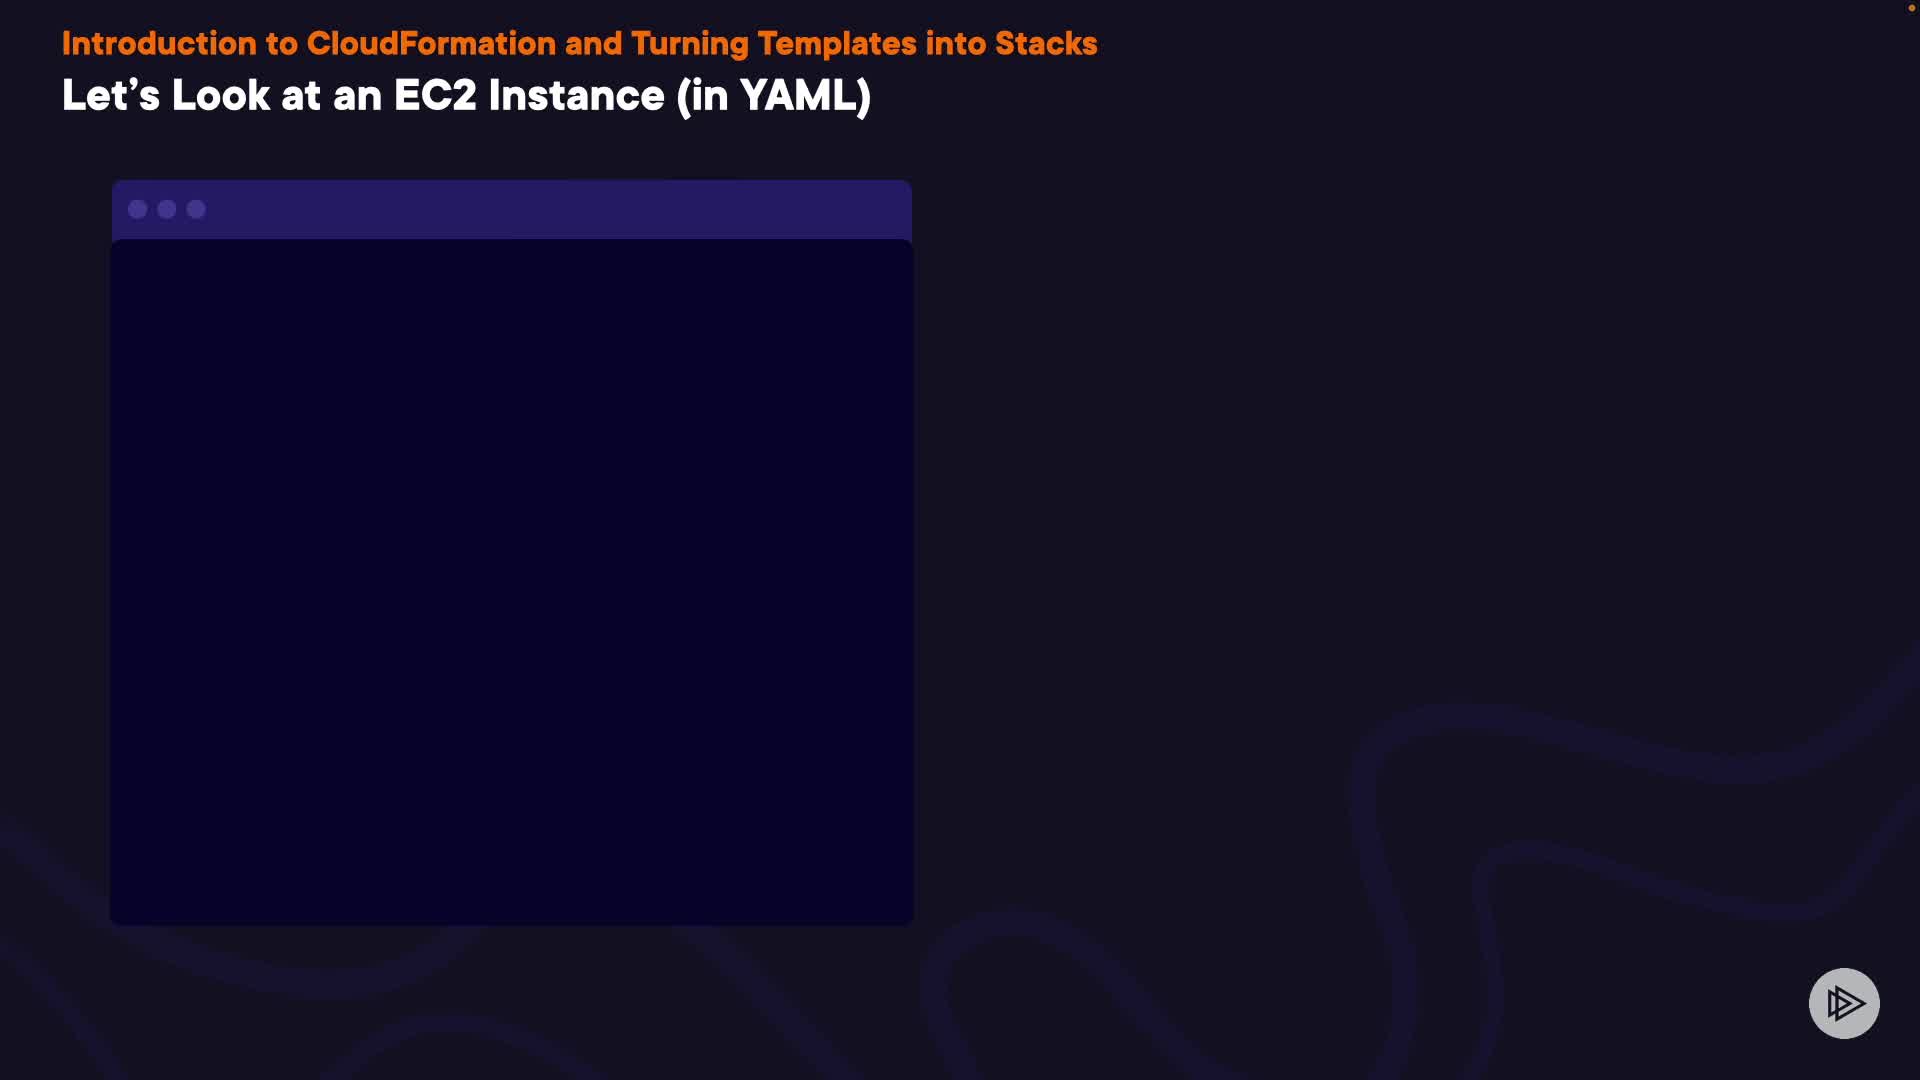 Introduction to CloudFormation and Turning Templates into Stacks
Let’s Look at an EC2 Instance (in YAML)